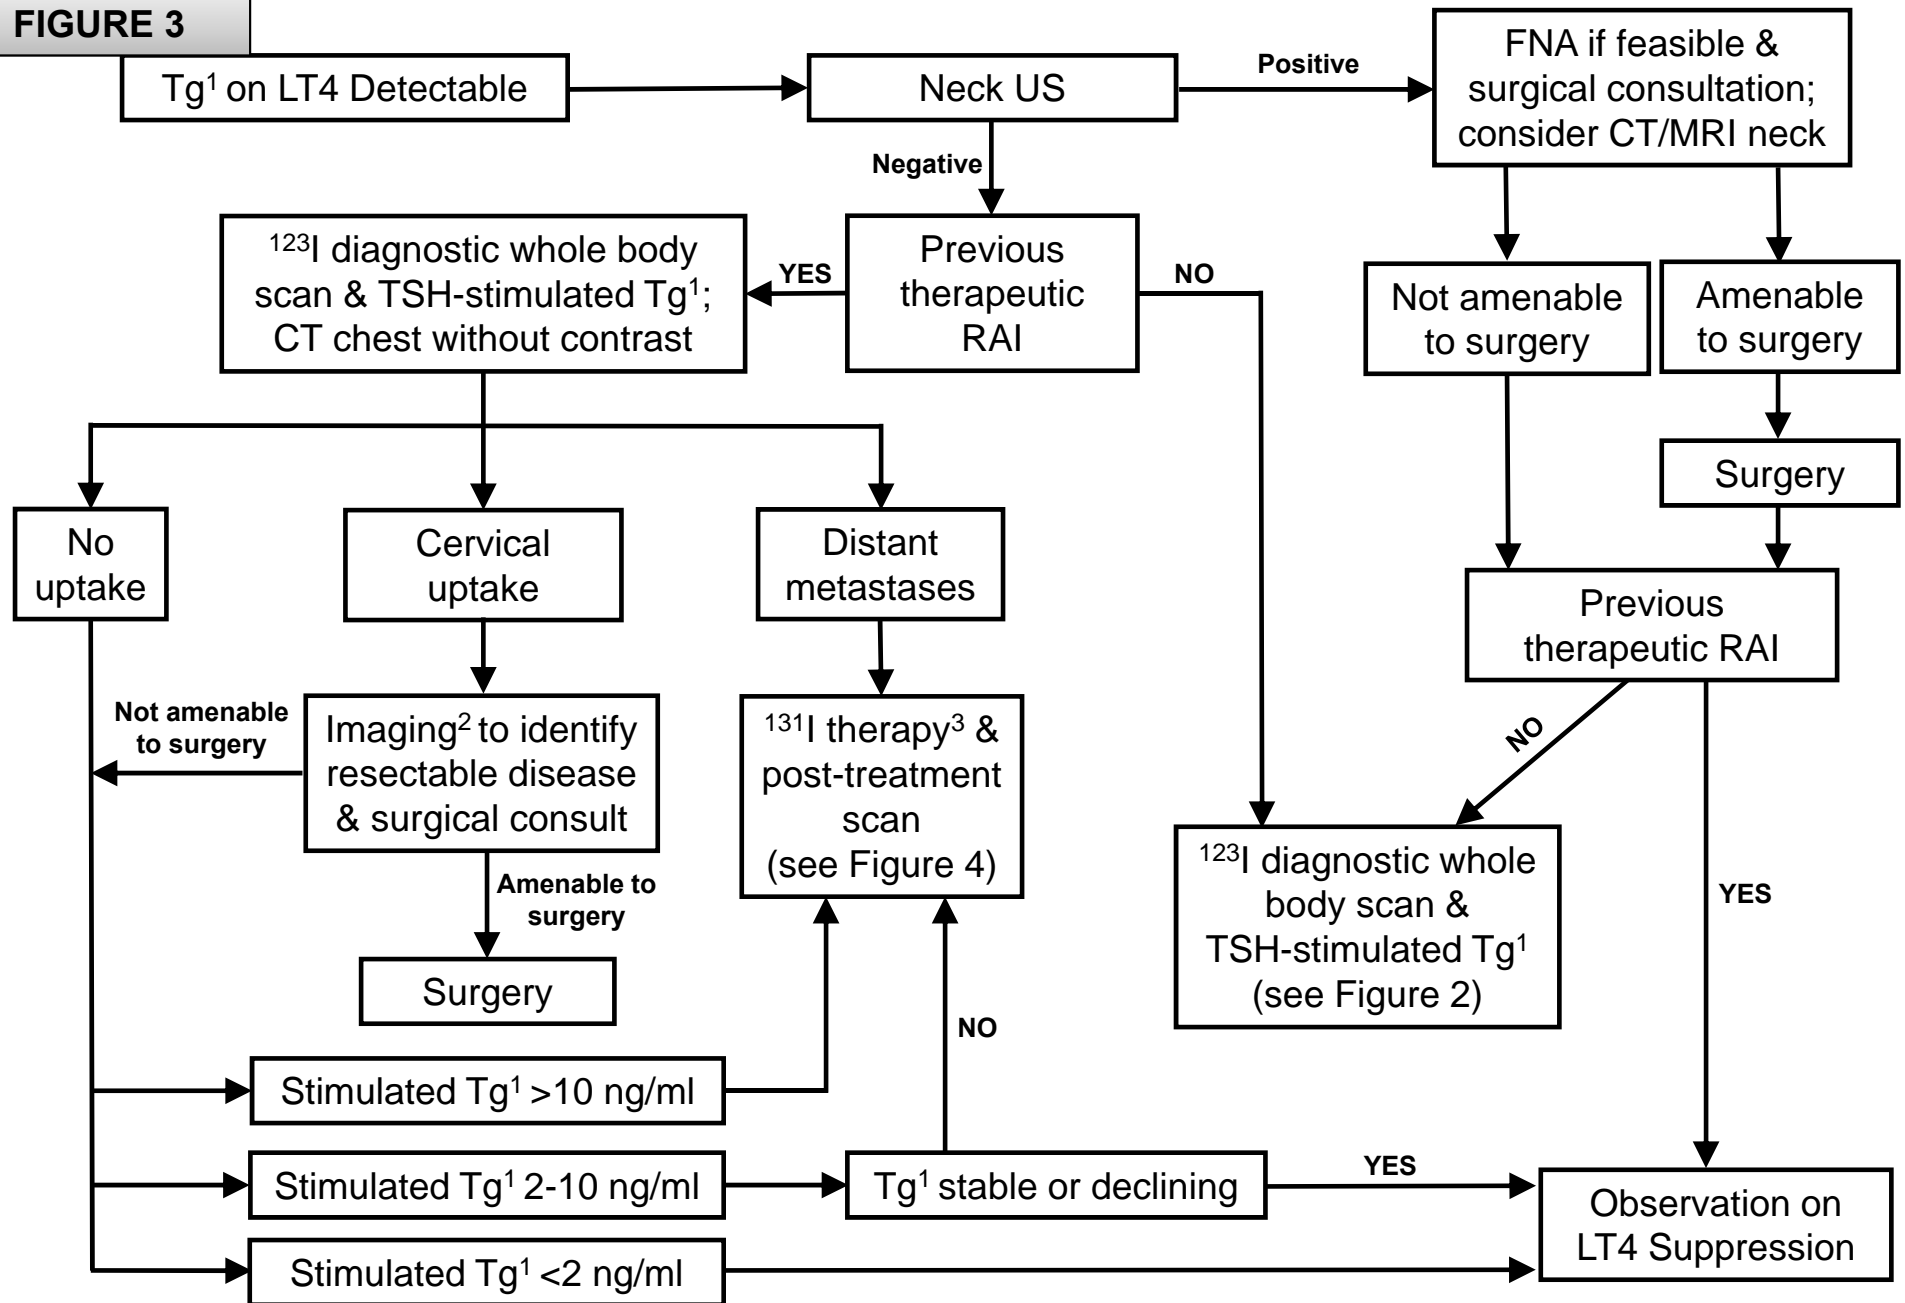 FIGURE 3
Tg¹ on LT4 Detectable
Neck US
Positive
FNA if feasible &
surgical consultation;
consider CT/MRI neck
Negative
¹²³I diagnostic whole body
scan & TSH-stimulated Tg¹;
CT chest without contrast
YES
Previous
therapeutic
RAI
NO
Not amenable
to surgery
Amenable
to surgery
Surgery
No
uptake
Cervical
uptake
Distant
metastases
Previous
therapeutic RAI
Not amenable
to surgery
Imaging² to identify
resectable disease
& surgical consult
¹³¹I therapy³ &
post-treatment
scan
(see Figure 4)
NO
YES
Amenable to
surgery
Surgery
¹²³I diagnostic whole
body scan &
TSH-stimulated Tg¹
(see Figure 2)
NO
Stimulated Tg¹ >10 ng/ml
Stimulated Tg¹ 2-10 ng/ml
Tg¹ stable or declining
YES
Observation on
LT4 Suppression
Stimulated Tg¹ <2 ng/ml